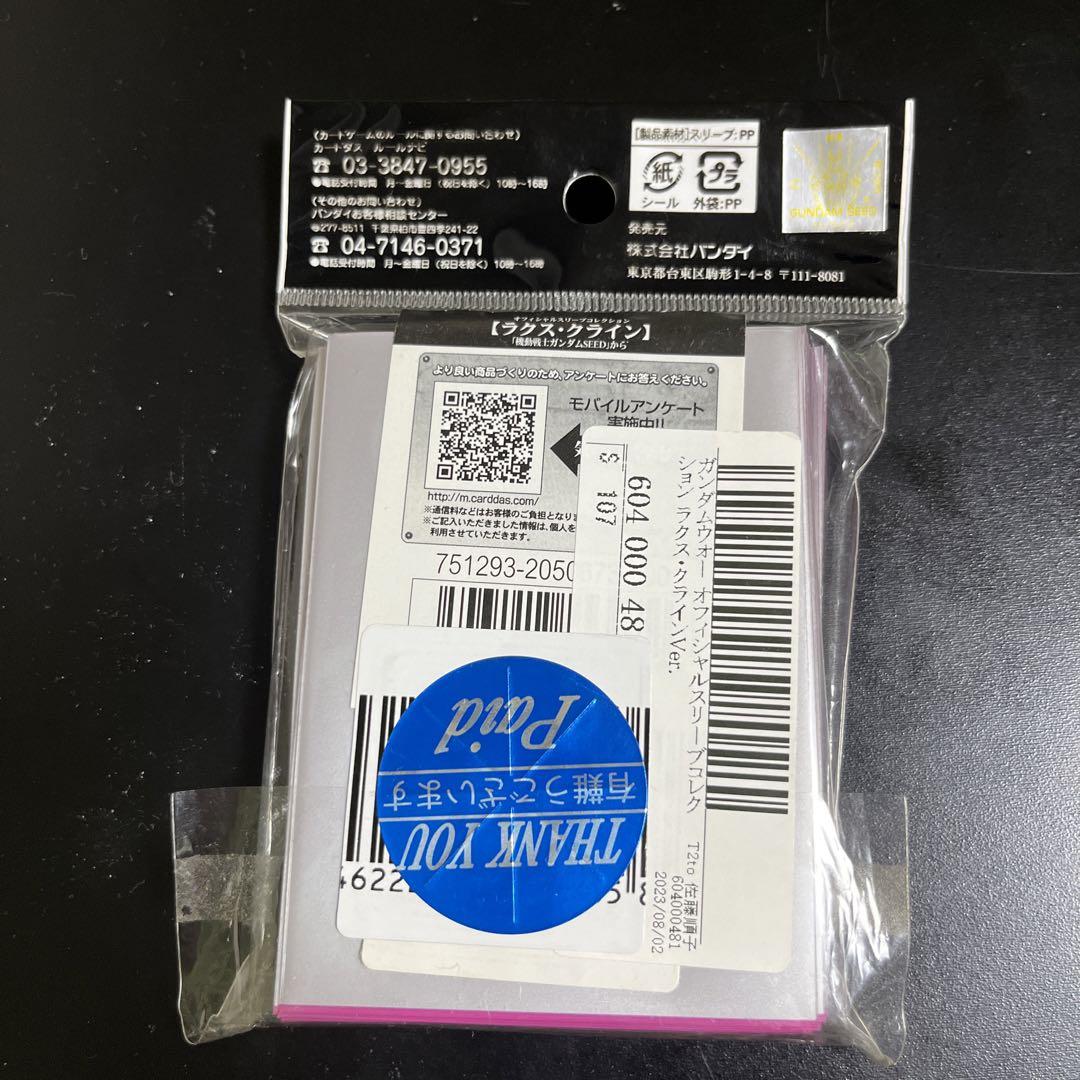 (カードゲームのルールに関するお問い合わせ)
カードダス ルールナビ
☎ 03-3847-0955
●電話受付時間 月~金曜日(祝日を除く)10時~16時
(その他のお問い合わせ)
バンダイお客様相談センター
〒277-8511 千葉県柏市豊四季241-22
☎ 04-7146-0371
●電話受付時間 月~金曜日(祝日を除く)10時~16時
[製品素材]スリーブ:PP
紙 プラ
シール 外袋:PP
発売元
株式会社バンダイ
東京都台東区駒形1-4-8 〒111-8081
GUNDAM SEED
オフィシャルスリーブコレクション
【ラクス・クライン】
「機動戦士ガンダムSEED」から
より良い商品づくりのため、アンケートにお答えください。
モバイルアンケート
実施中!!
http://m.carddas.com/
※通信料などはお客様のご負担となりま
※ご記入いただきました情報は、個人を
利用させていただきます。
751293-2050
ガンダムウォー オフィシャルスリーブコレク
ション ラクス・クラインVer.
604 000 48
S 107
T2to 佐藤順子
604000481
2023/08/02
THANK YOU
有難うございます
Paid
4622
58